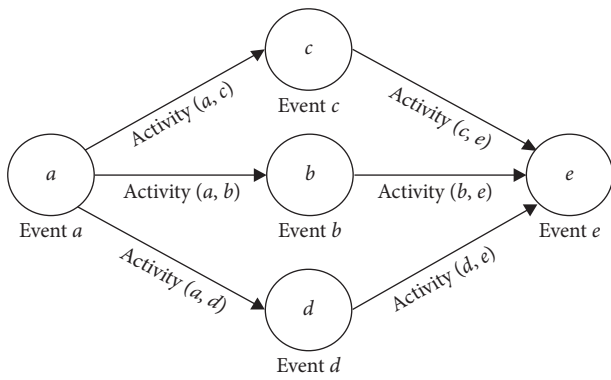 c
Event c
Activity (a, c)
Activity (c, e)
a
Event a
Activity (a, b)
b
Event b
Activity (b, e)
e
Event e
Activity (a, d)
Activity (d, e)
d
Event d